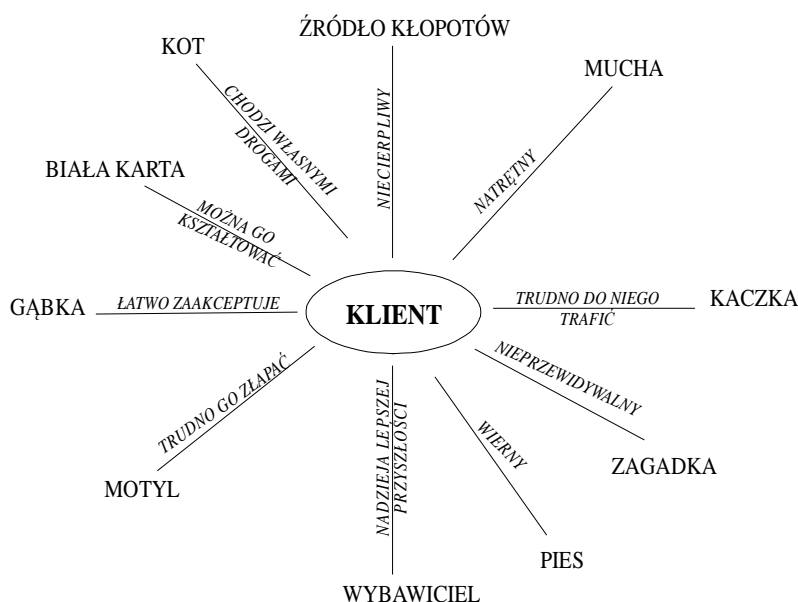 ŹRÓDŁO KŁOPOTÓW
KOT
MUCHA
CHODZI WŁASNYMI
DROGAMI
NIECIERPLIWY
NATRĘTNY
BIAŁA KARTA
MOŻNA GO
KSZTAŁTOWAĆ
GĄBKA
ŁATWO ZAAKCEPTUJE
KLIENT
TRUDNO DO NIEGO
TRAFIĆ
KACZKA
TRUDNO GO ZŁAPAĆ
NIEPRZEWIDYWALNY
MOTYL
NADZIEJA LEPSZEJ
PRZYSZŁOŚCI
WIERNY
ZAGADKA
PIES
WYBAWICIEL